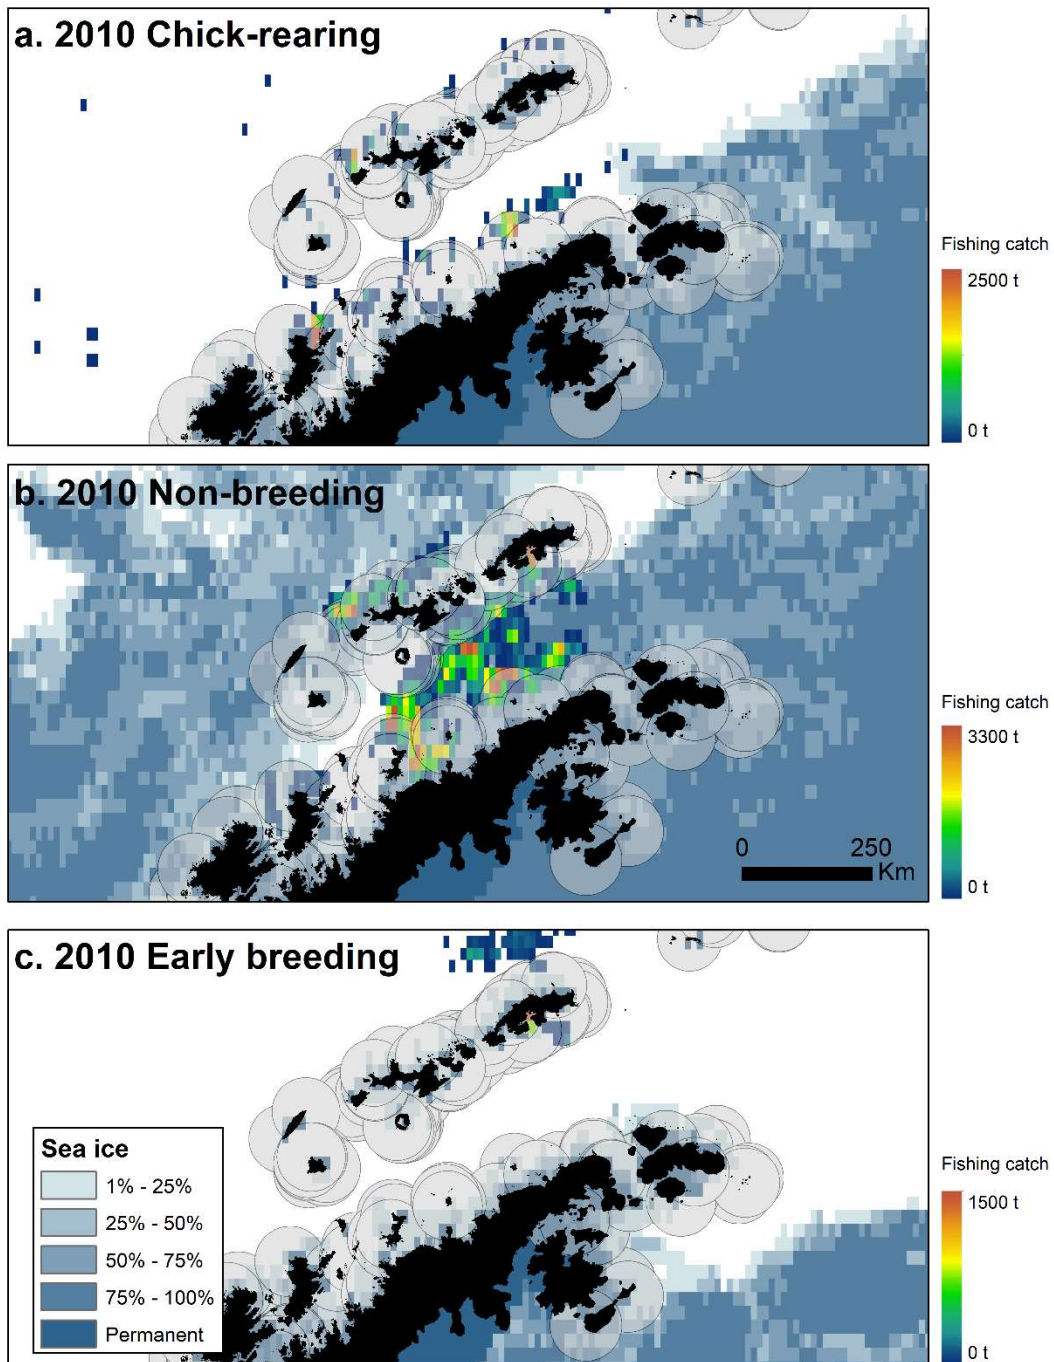 a. 2010 Chick-rearing
Fishing catch
2500 t
0 t
b. 2010 Non-breeding
Fishing catch
3300 t
0 t
0 250
Km
c. 2010 Early breeding
Sea ice
1% - 25%
25% - 50%
50% - 75%
75% - 100%
Permanent
Fishing catch
1500 t
0 t